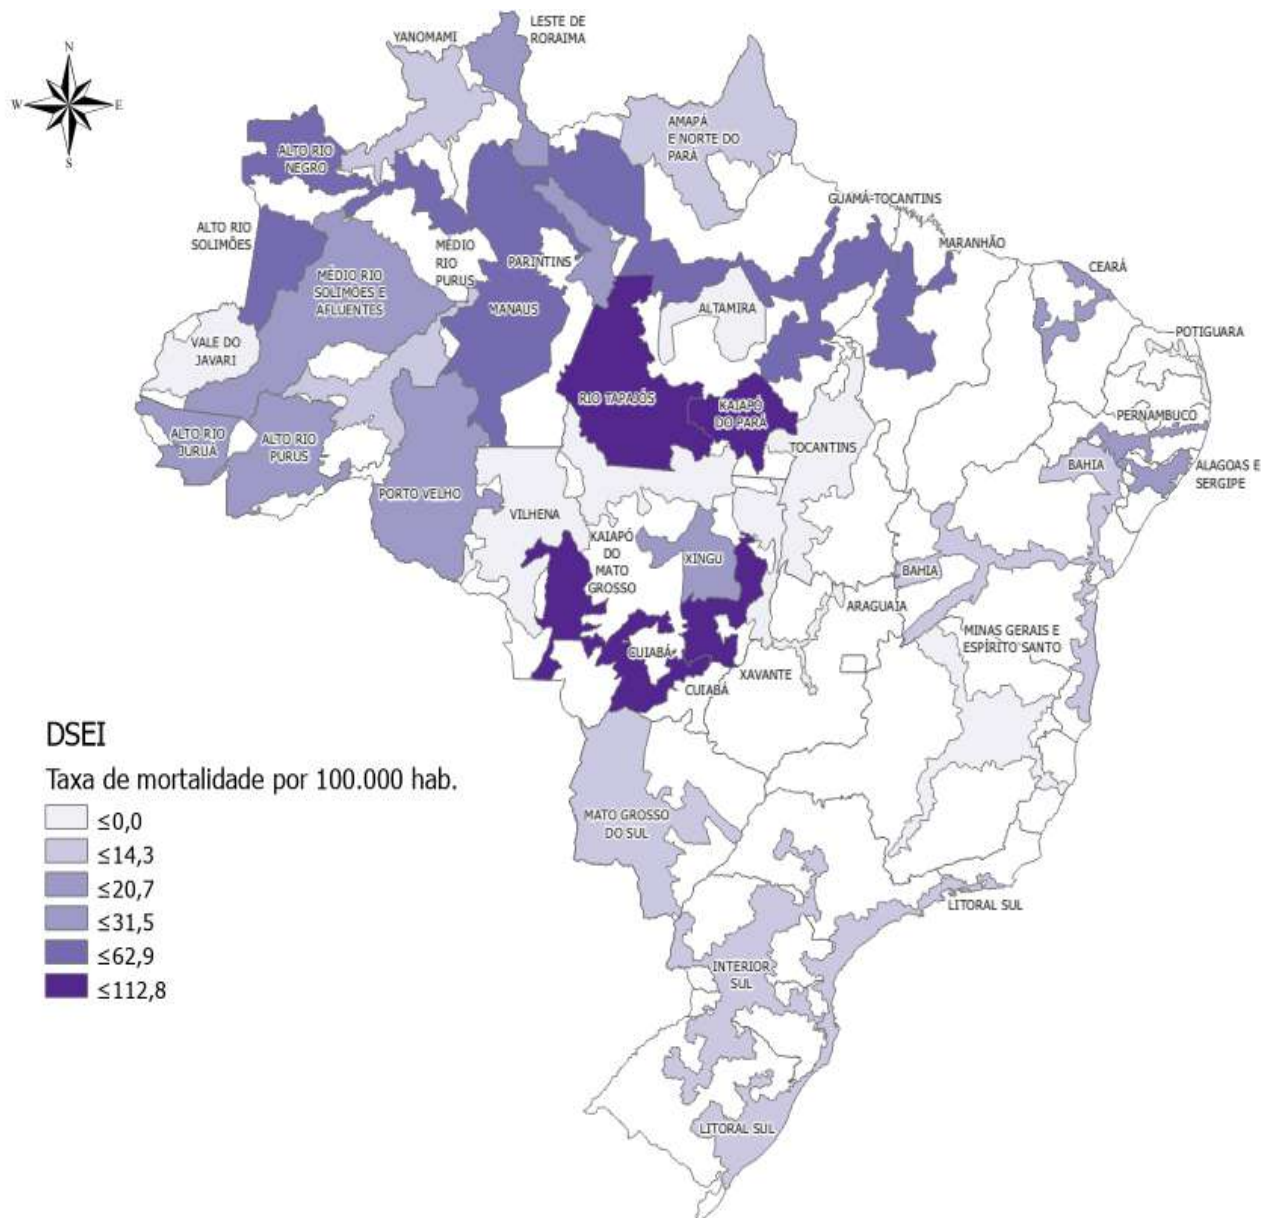 LESTE DE
RORAIMA
YANOMAMI
N
W
E
S
AMAPÁ
E NORTE DO
PARÁ
ALTO RIO
NEGRO
GUAMÁ-TOCANTINS
ALTO RIO
SOLIMÕES
MARANHÃO
MÉDIO
RIO
PURUS
PARINTINS
CEARÁ
MÉDIO RIO
SOLIMÕES E
AFLUENTES
MANAUS
ALTAMIRA
POTIGUARA
VALE DO
JAVARI
RIO TAPAJÓS
KAIAPÓ
DO PARÁ
PERNAMBUCO
ALTO RIO
JURUÁ
ALTO RIO
PURUS
TOCANTINS
BAHIA
ALAGOAS E
SERGIPE
PORTO VELHO
VILHENA
KAIAPÓ
DO
MATO
GROSSO
XINGU
BAHIA
ARAGUAIA
MINAS GERAIS E
ESPÍRITO SANTO
CUIABÁ
XAVANTE
CUIABÁ
DSEI
Taxa de mortalidade por 100.000 hab.
≤0,0
≤14,3
≤20,7
≤31,5
≤62,9
≤112,8
MATO GROSSO
DO SUL
LITORAL SUL
INTERIOR
SUL
LITORAL SUL